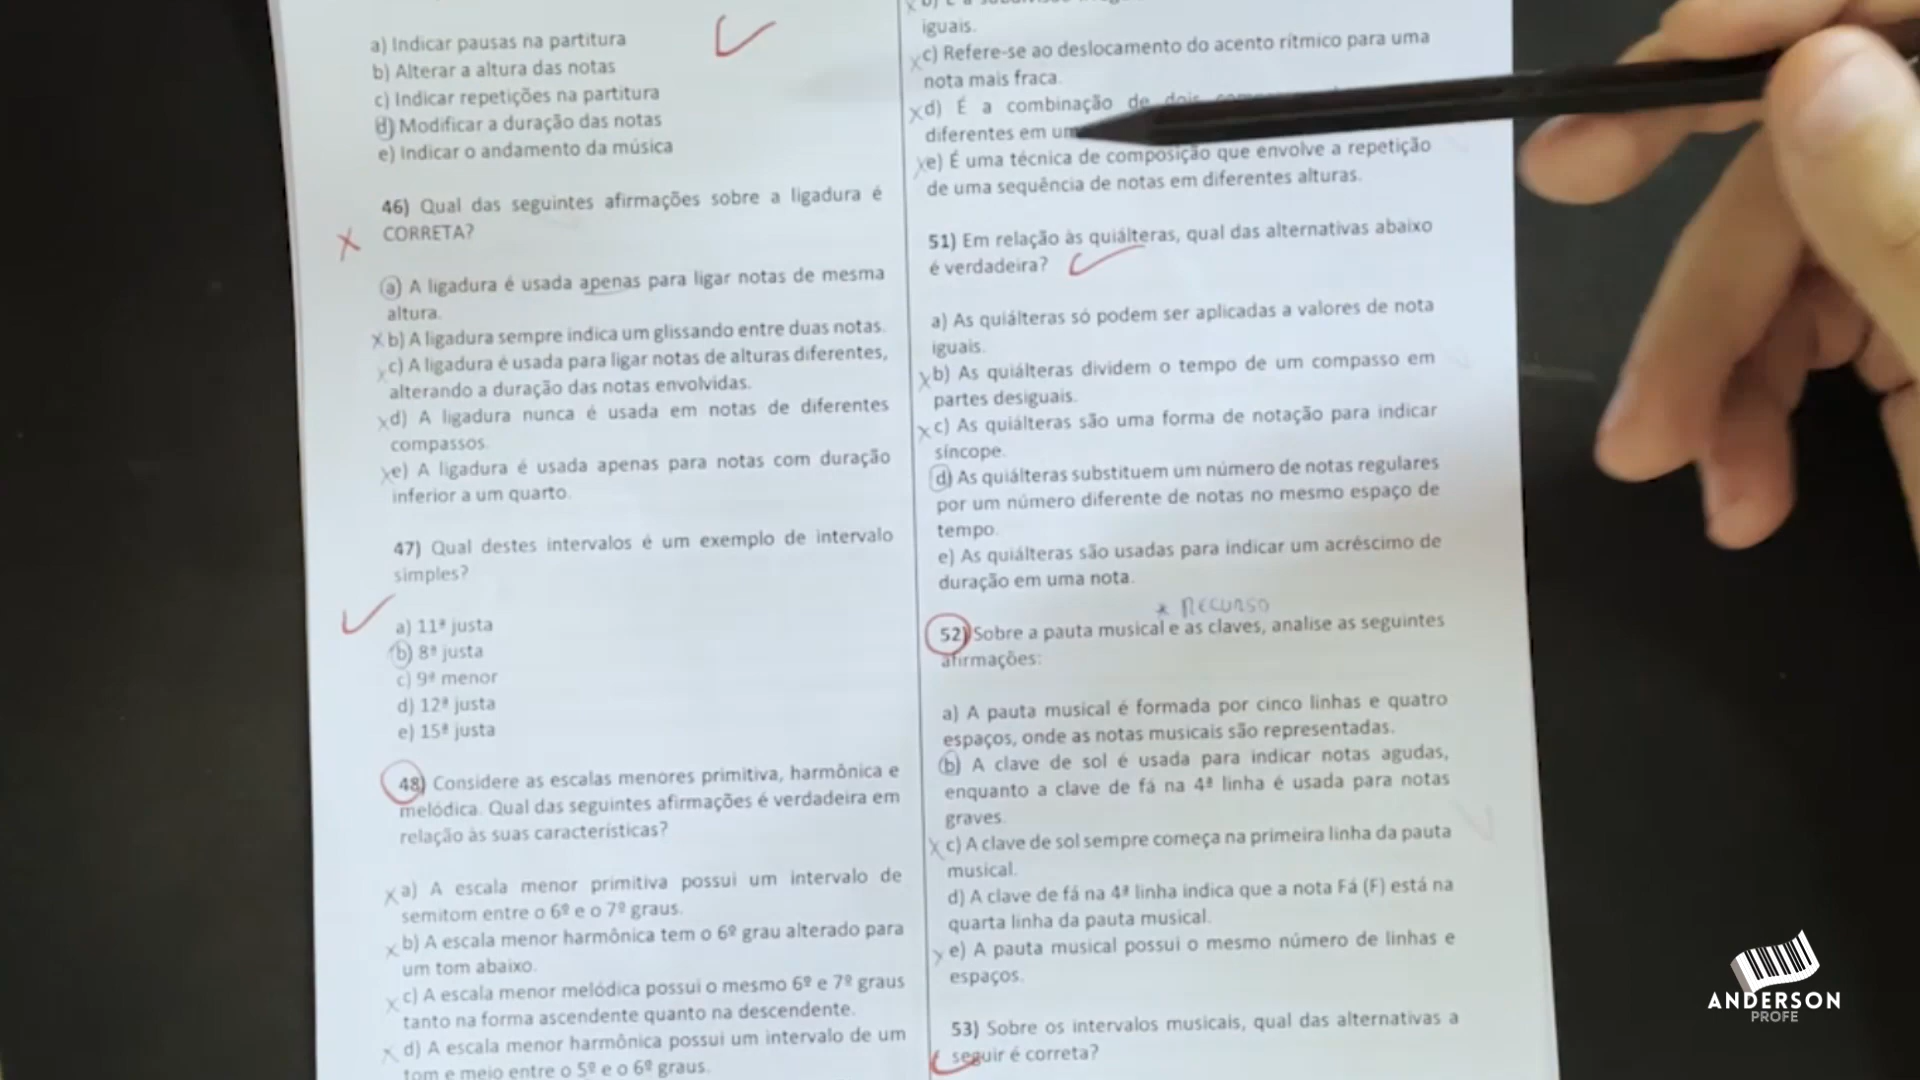 a) Indicar pausas na partitura
b) Alterar a altura das notas
c) Indicar repetições na partitura
d) Modificar a duração das notas
e) Indicar o andamento da música
46) Qual das seguintes afirmações sobre a ligadura é
CORRETA?
a) A ligadura é usada apenas para ligar notas de mesma
altura.
b) A ligadura sempre indica um glissando entre duas notas.
c) A ligadura é usada para ligar notas de alturas diferentes,
alterando a duração das notas envolvidas.
d) A ligadura nunca é usada em notas de diferentes
compassos.
e) A ligadura é usada apenas para notas com duração
inferior a um quarto.
47) Qual destes intervalos é um exemplo de intervalo
simples?
a) 11ª justa
b) 8ª justa
c) 9ª menor
d) 12ª justa
e) 15ª justa
48) Considere as escalas menores primitiva, harmônica e
melódica. Qual das seguintes afirmações é verdadeira em
relação às suas características?
a) A escala menor primitiva possui um intervalo de
semitom entre o 6º e o 7º graus.
b) A escala menor harmônica tem o 6º grau alterado para
um tom abaixo.
c) A escala menor melódica possui o mesmo 6º e 7º graus
tanto na forma ascendente quanto na descendente.
d) A escala menor harmônica possui um intervalo de um
tom e meio entre o 5º e o 6º graus.
iguais.
c) Refere-se ao deslocamento do acento rítmico para uma
nota mais fraca.
d) É a combinação de dois
diferentes em
e) É uma técnica de composição que envolve a repetição
de uma sequência de notas em diferentes alturas.
51) Em relação às quiálteras, qual das alternativas abaixo
é verdadeira?
a) As quiálteras só podem ser aplicadas a valores de nota
iguais.
b) As quiálteras dividem o tempo de um compasso em
partes desiguais.
c) As quiálteras são uma forma de notação para indicar
síncope.
d) As quiálteras substituem um número de notas regulares
por um número diferente de notas no mesmo espaço de
tempo.
e) As quiálteras são usadas para indicar um acréscimo de
duração em uma nota.
* RECURSO
52) Sobre a pauta musical e as claves, analise as seguintes
afirmações:
a) A pauta musical é formada por cinco linhas e quatro
espaços, onde as notas musicais são representadas.
b) A clave de sol é usada para indicar notas agudas,
enquanto a clave de fá na 4ª linha é usada para notas
graves.
c) A clave de sol sempre começa na primeira linha da pauta
musical.
d) A clave de fá na 4ª linha indica que a nota Fá (F) está na
quarta linha da pauta musical.
e) A pauta musical possui o mesmo número de linhas e
espaços.
53) Sobre os intervalos musicais, qual das alternativas a
seguir é correta?
ANDERSON
PROFE